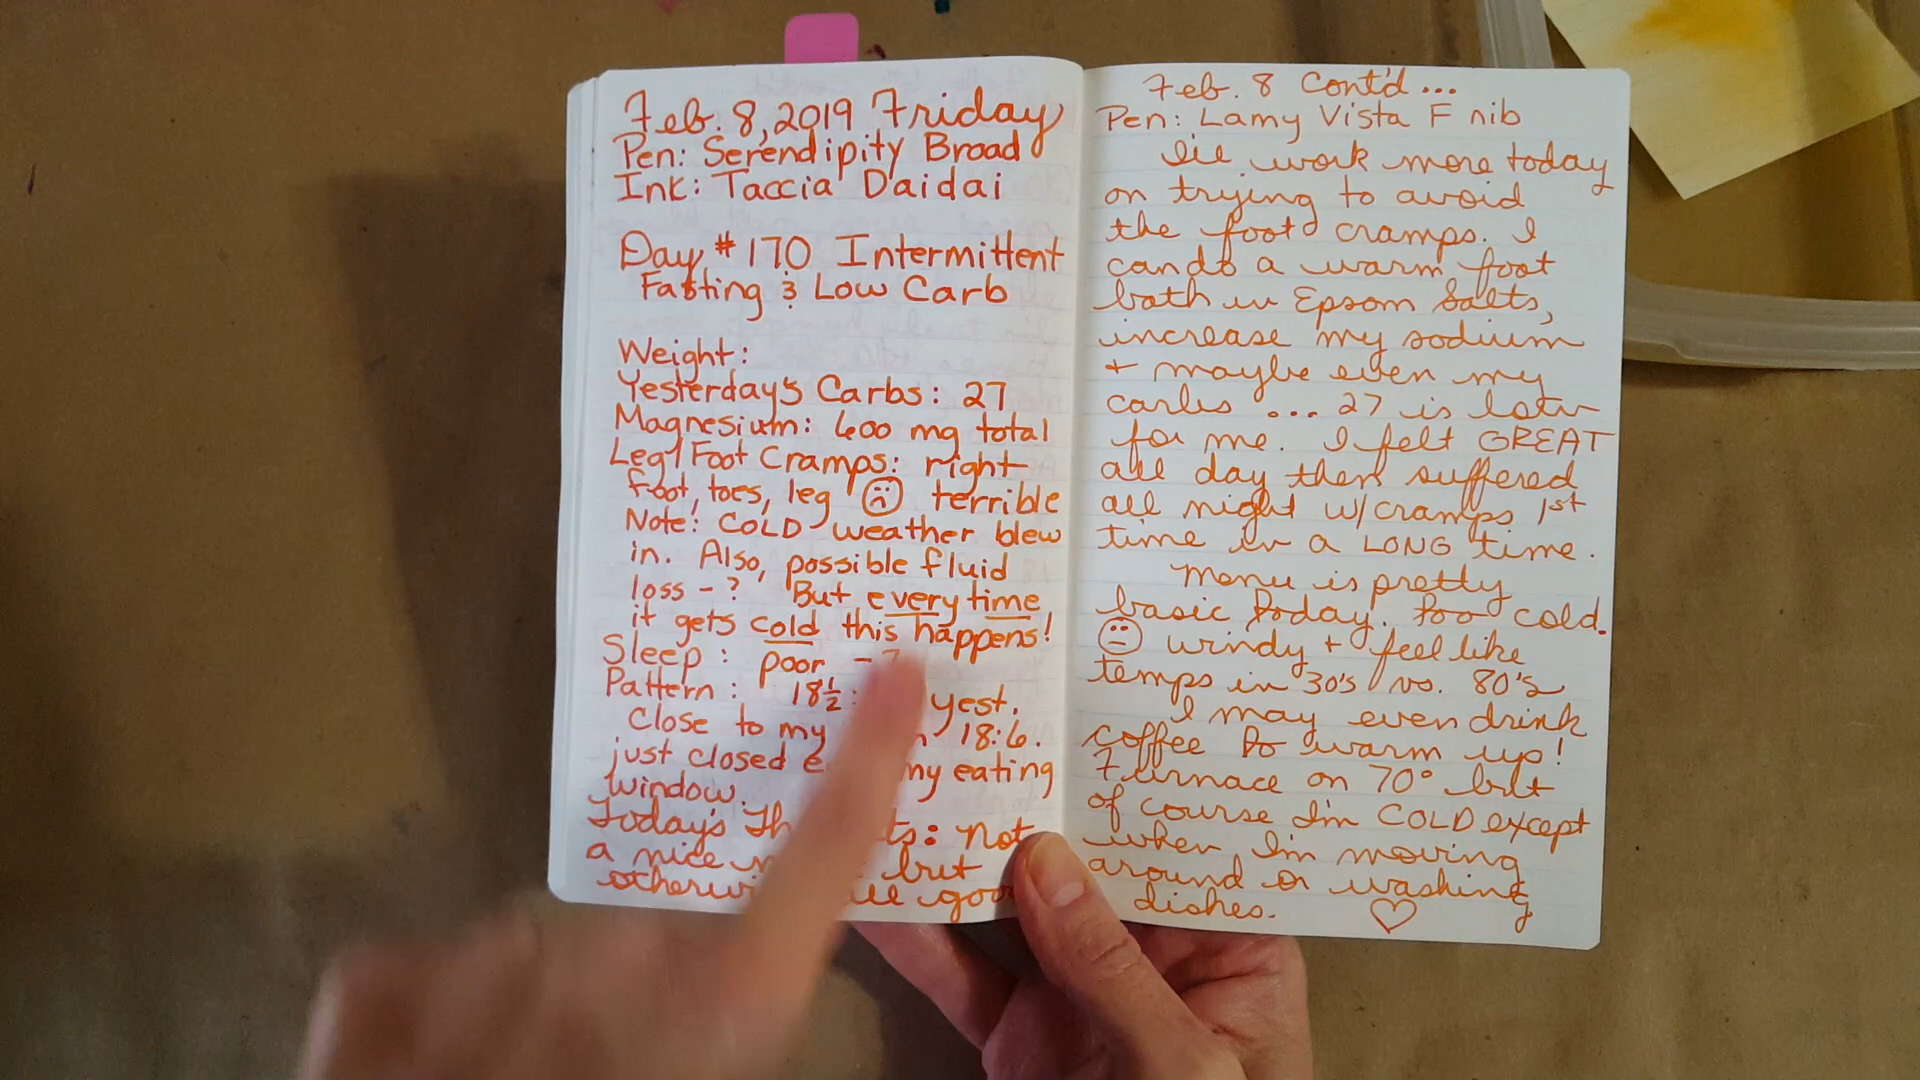 Feb. 8, 2019 Friday
Pen: Serendipity Broad
Ink: Taccia Daidai
Day # 170 Intermittent
Fasting & Low Carb
Weight:
Yesterday's Carbs: 27
Magnesium: 600 mg total
Leg/Foot Cramps: right
foot, toes, leg ☹ terrible
Note: COLD weather blew
in. Also, possible fluid
loss - ? But every time
it gets cold this happens!
Sleep: poor -
Pattern: 18½: yest.
Close to my 18:6.
just closed my eating
window.
Today's not
a nice but
all good
Feb. 8 Cont'd...
Pen: Lamy Vista F nib
I'll work more today
on trying to avoid
the foot cramps. I
can do a warm foot
bath in Epsom Salts,
increase my sodium
+ maybe even my
carbs ... 27 is low
for me. I felt GREAT
all day then suffered
all night w/cramps 1st
time in a LONG time.
Menu is pretty
basic today. Too cold.
☹ windy + feel like
temps in 30's vs. 80's
I may even drink
coffee to warm up!
Furnace on 70° but
of course I'm COLD except
when I'm moving
around or washing
dishes. ♡